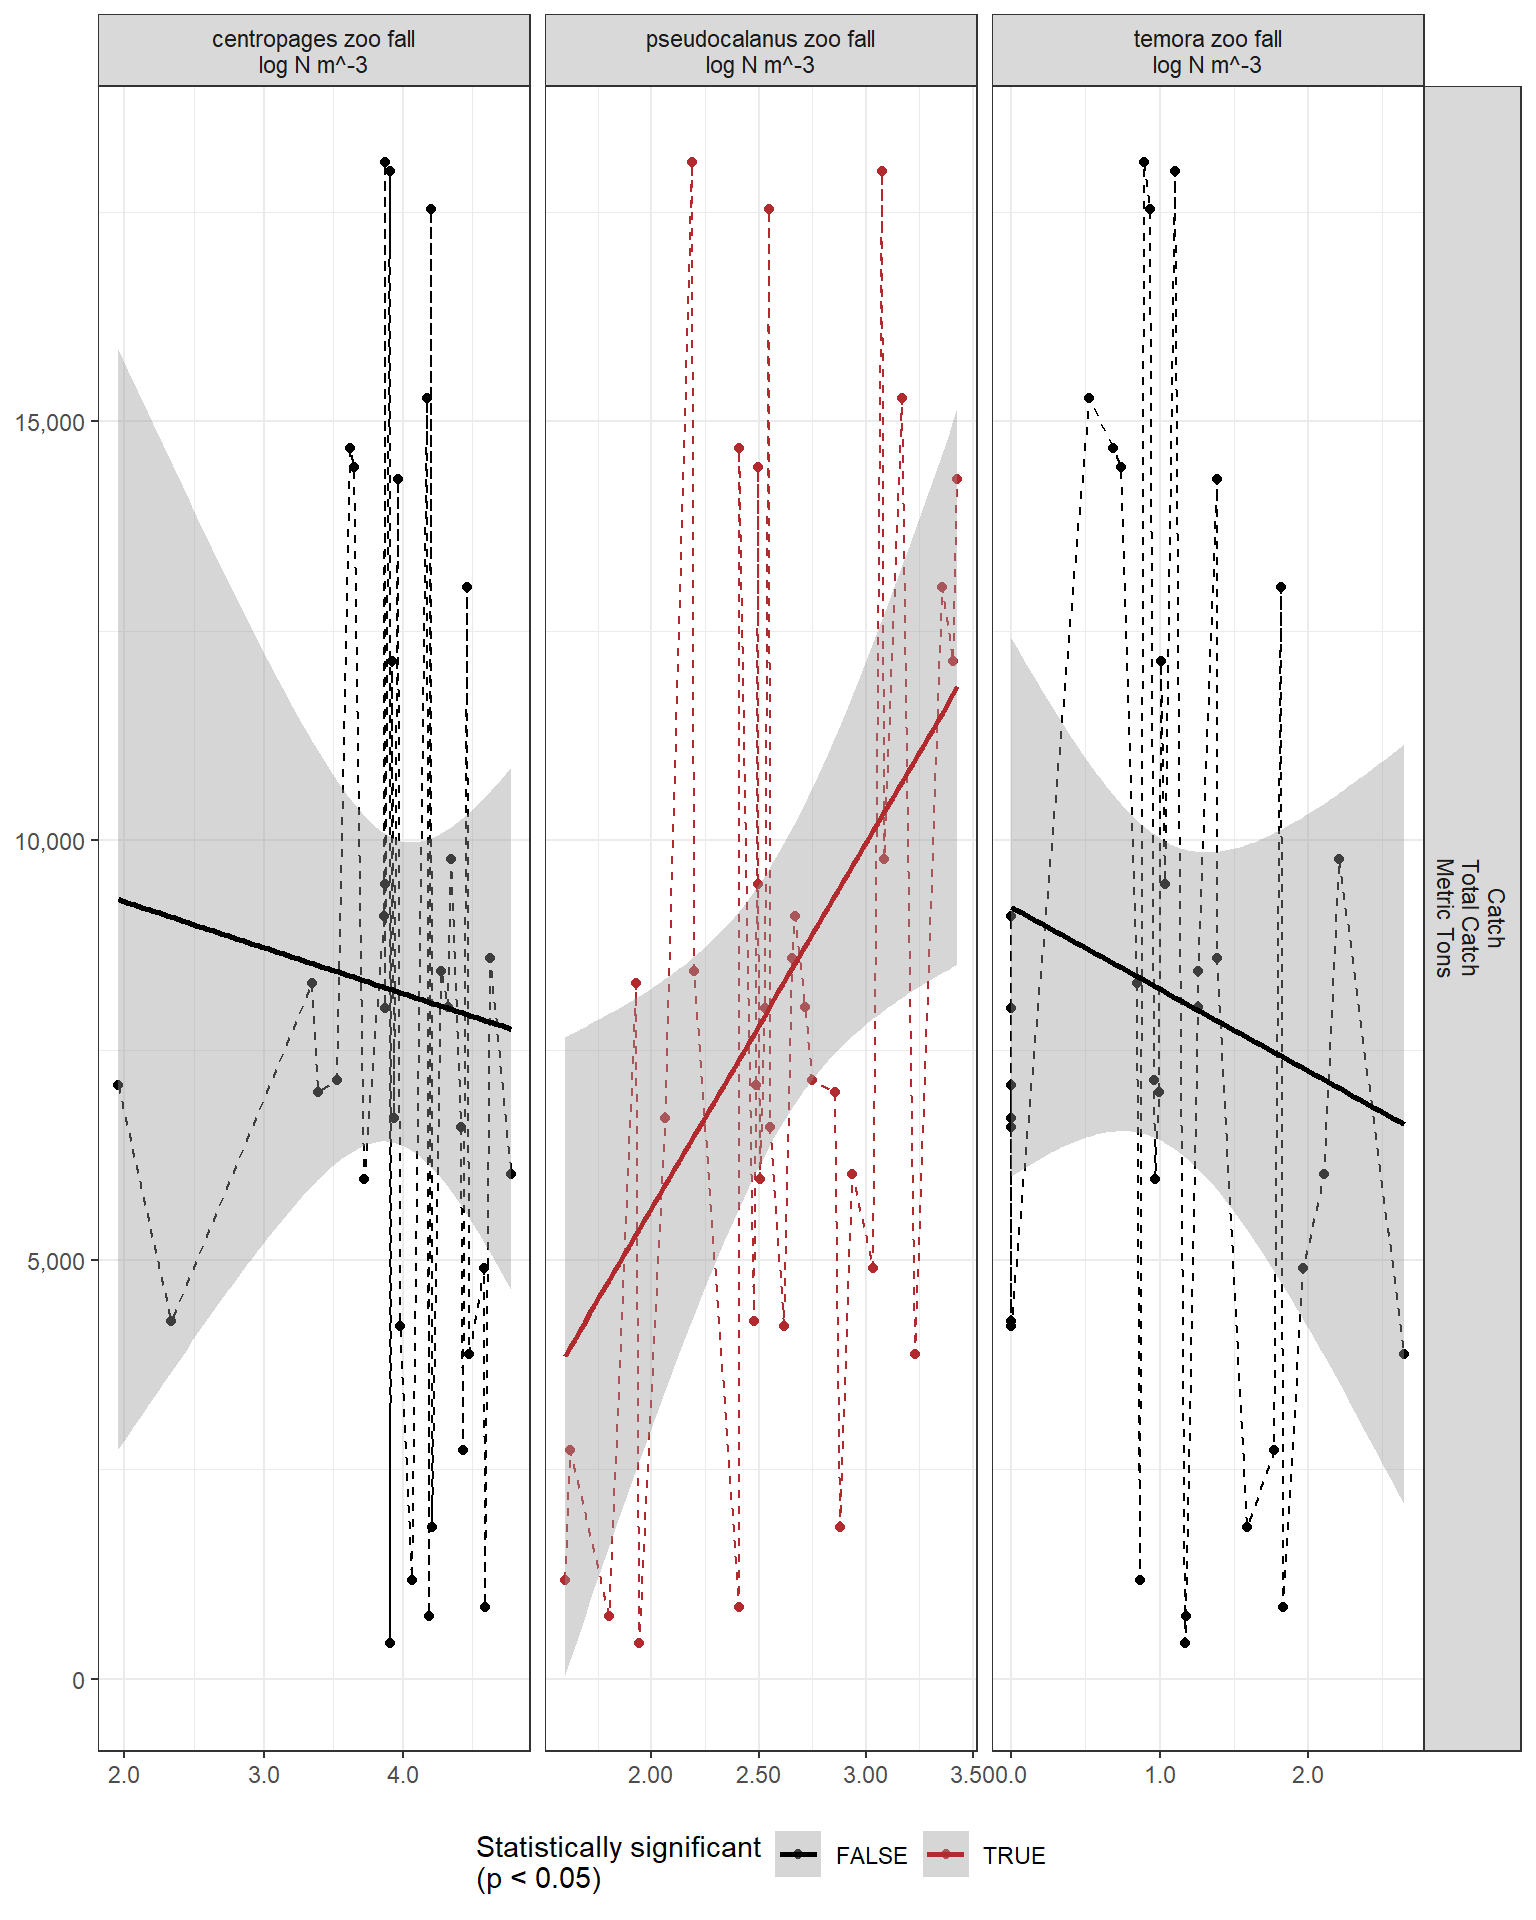 centropages zoo fall
log N m^-3
pseudocalanus zoo fall
log N m^-3
temora zoo fall
log N m^-3
Catch
Total Catch
Metric Tons
15,000
10,000
5,000
0
2.0
3.0
4.0
2.00
2.50
3.00
3.50
0.0
1.0
2.0
Statistically significant
(p < 0.05)
FALSE
TRUE